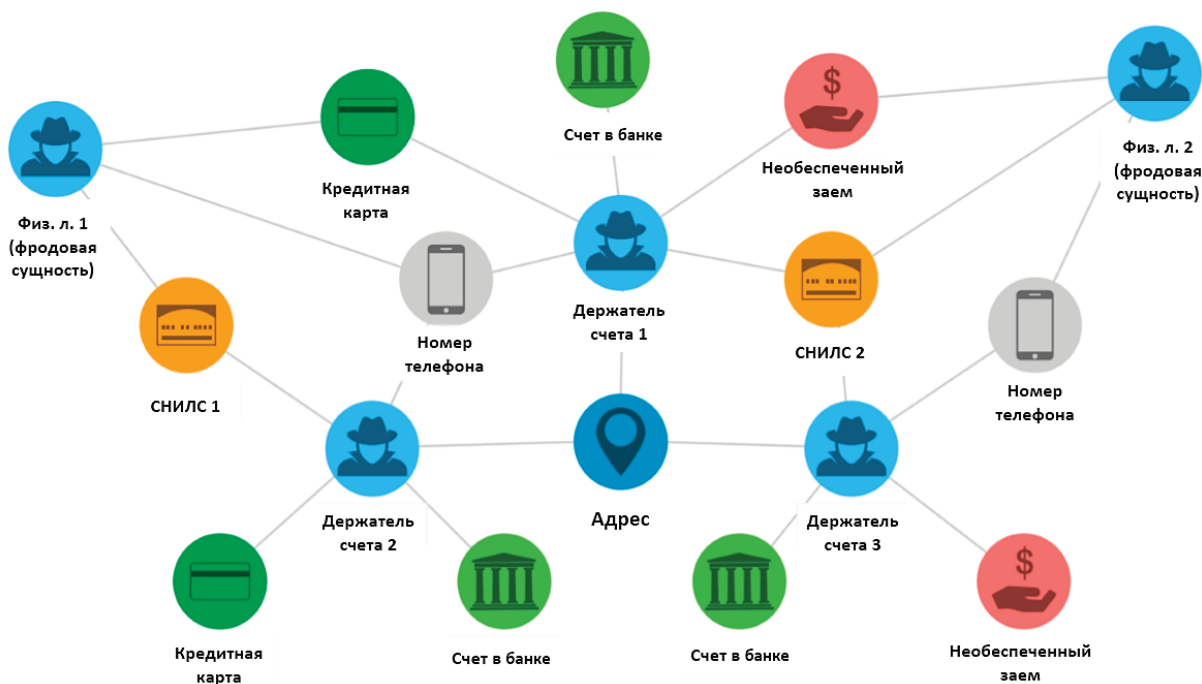 Счет в банке
Необеспеченный
заем
Физ. л. 2
(фродовая
сущность)
Кредитная
карта
Физ. л. 1
(фродовая
сущность)
Держатель
счета 1
Номер
телефона
СНИЛС 2
СНИЛС 1
Номер
телефона
Держатель
счета 2
Адрес
Держатель
счета 3
Кредитная
карта
Счет в банке
Счет в банке
Необеспеченный
заем